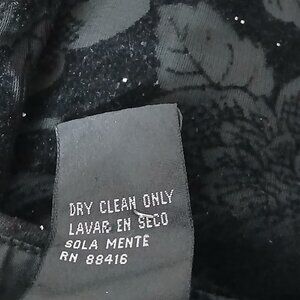 DRY CLEAN ONLY
LAVAR EN SECO
SOLA MENTE
RN 88416